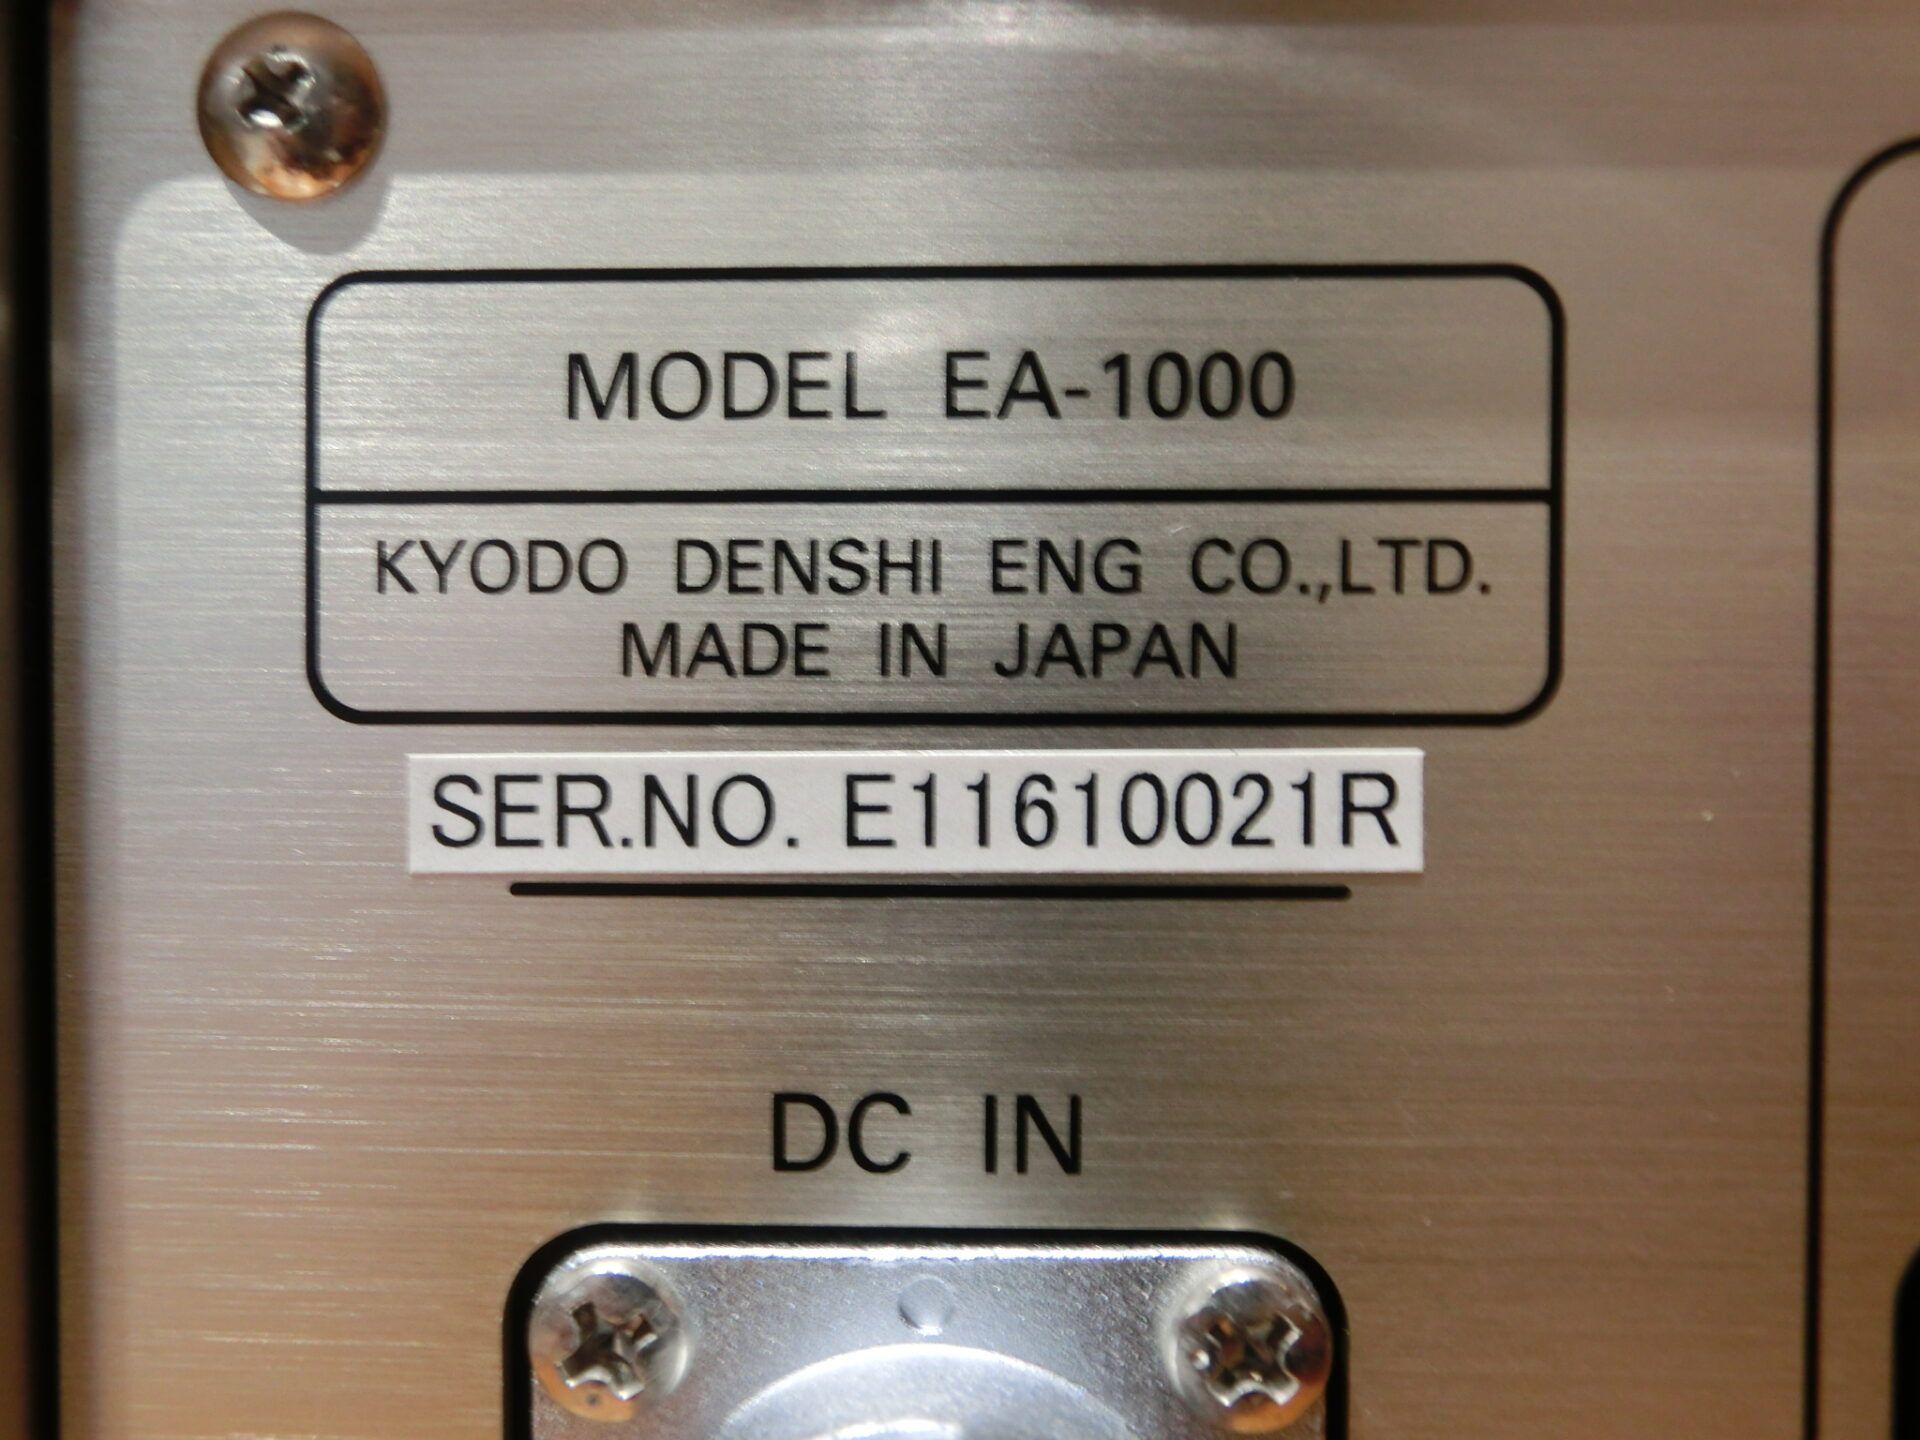 MODEL EA-1000
KYODO DENSHI ENG CO.,LTD.
MADE IN JAPAN
SER.NO. E11610021R
DC IN